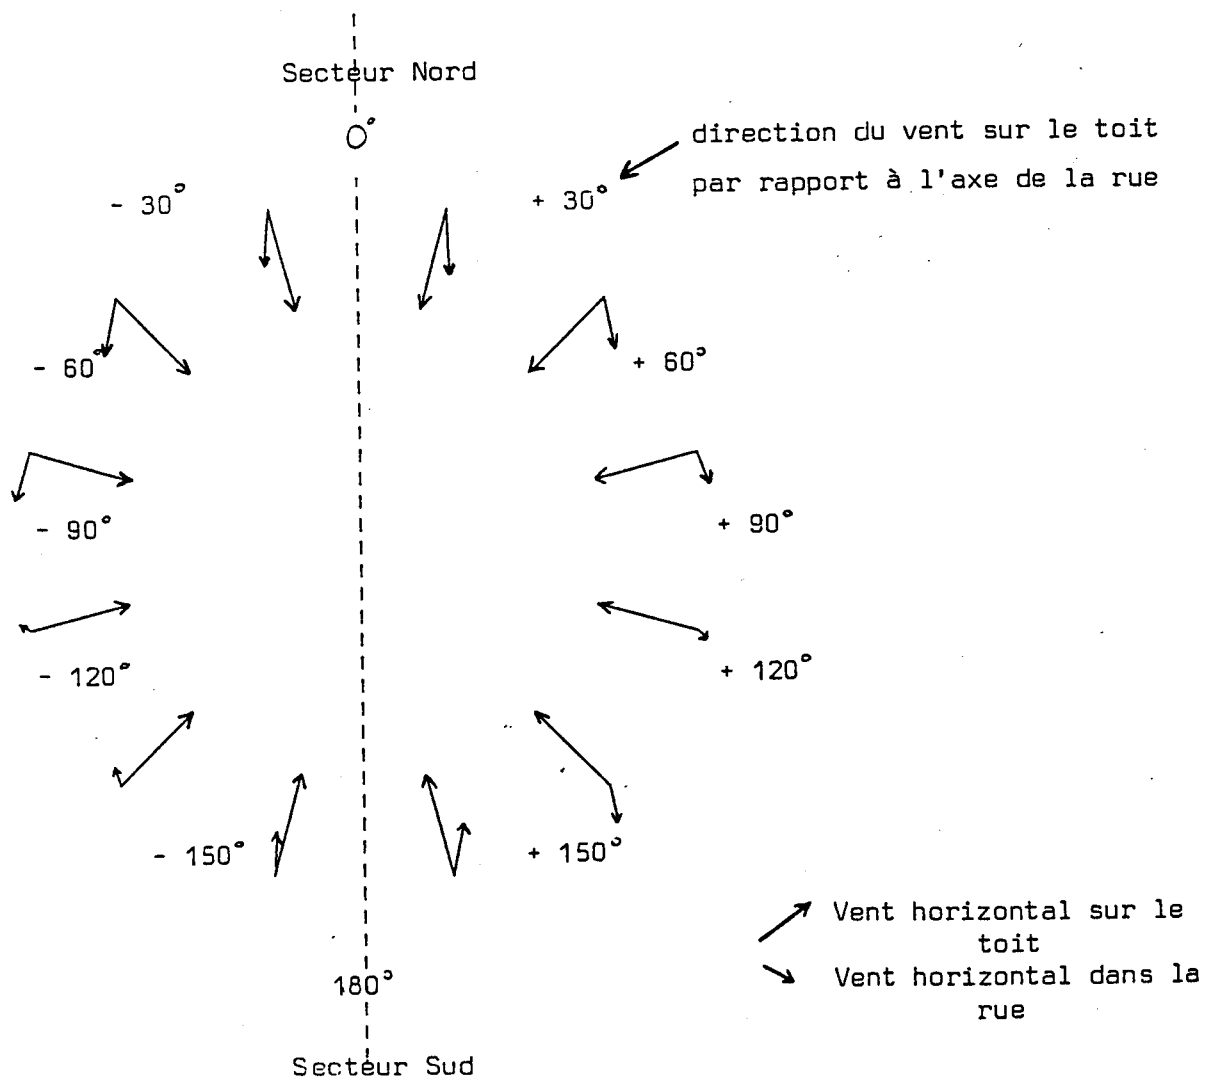 Secteur Nord
0°
direction du vent sur le toit
par rapport à l'axe de la rue
- 30°
+ 30°
- 60°
+ 60°
- 90°
+ 90°
- 120°
+ 120°
- 150°
+ 150°
Vent horizontal sur le
toit
Vent horizontal dans la
rue
180°
Secteur Sud